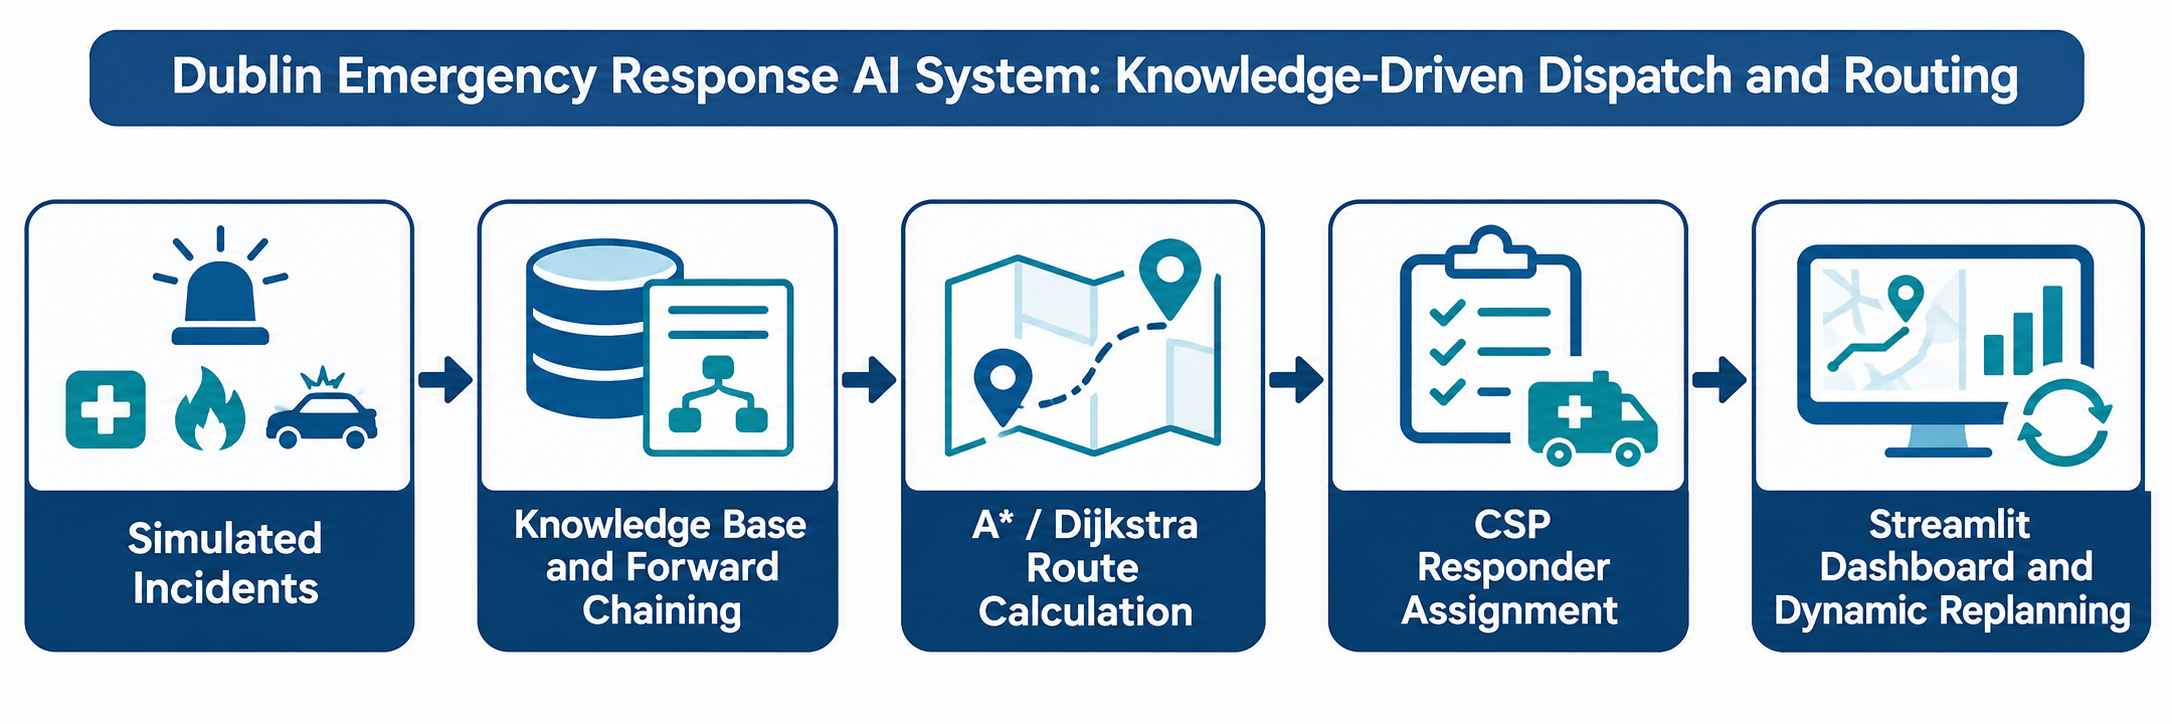 Dublin Emergency Response AI System: Knowledge-Driven Dispatch and Routing
Simulated
Incidents
Knowledge Base
and Forward
Chaining
A* / Dijkstra
Route
Calculation
CSP
Responder
Assignment
Streamlit
Dashboard and
Dynamic Replanning